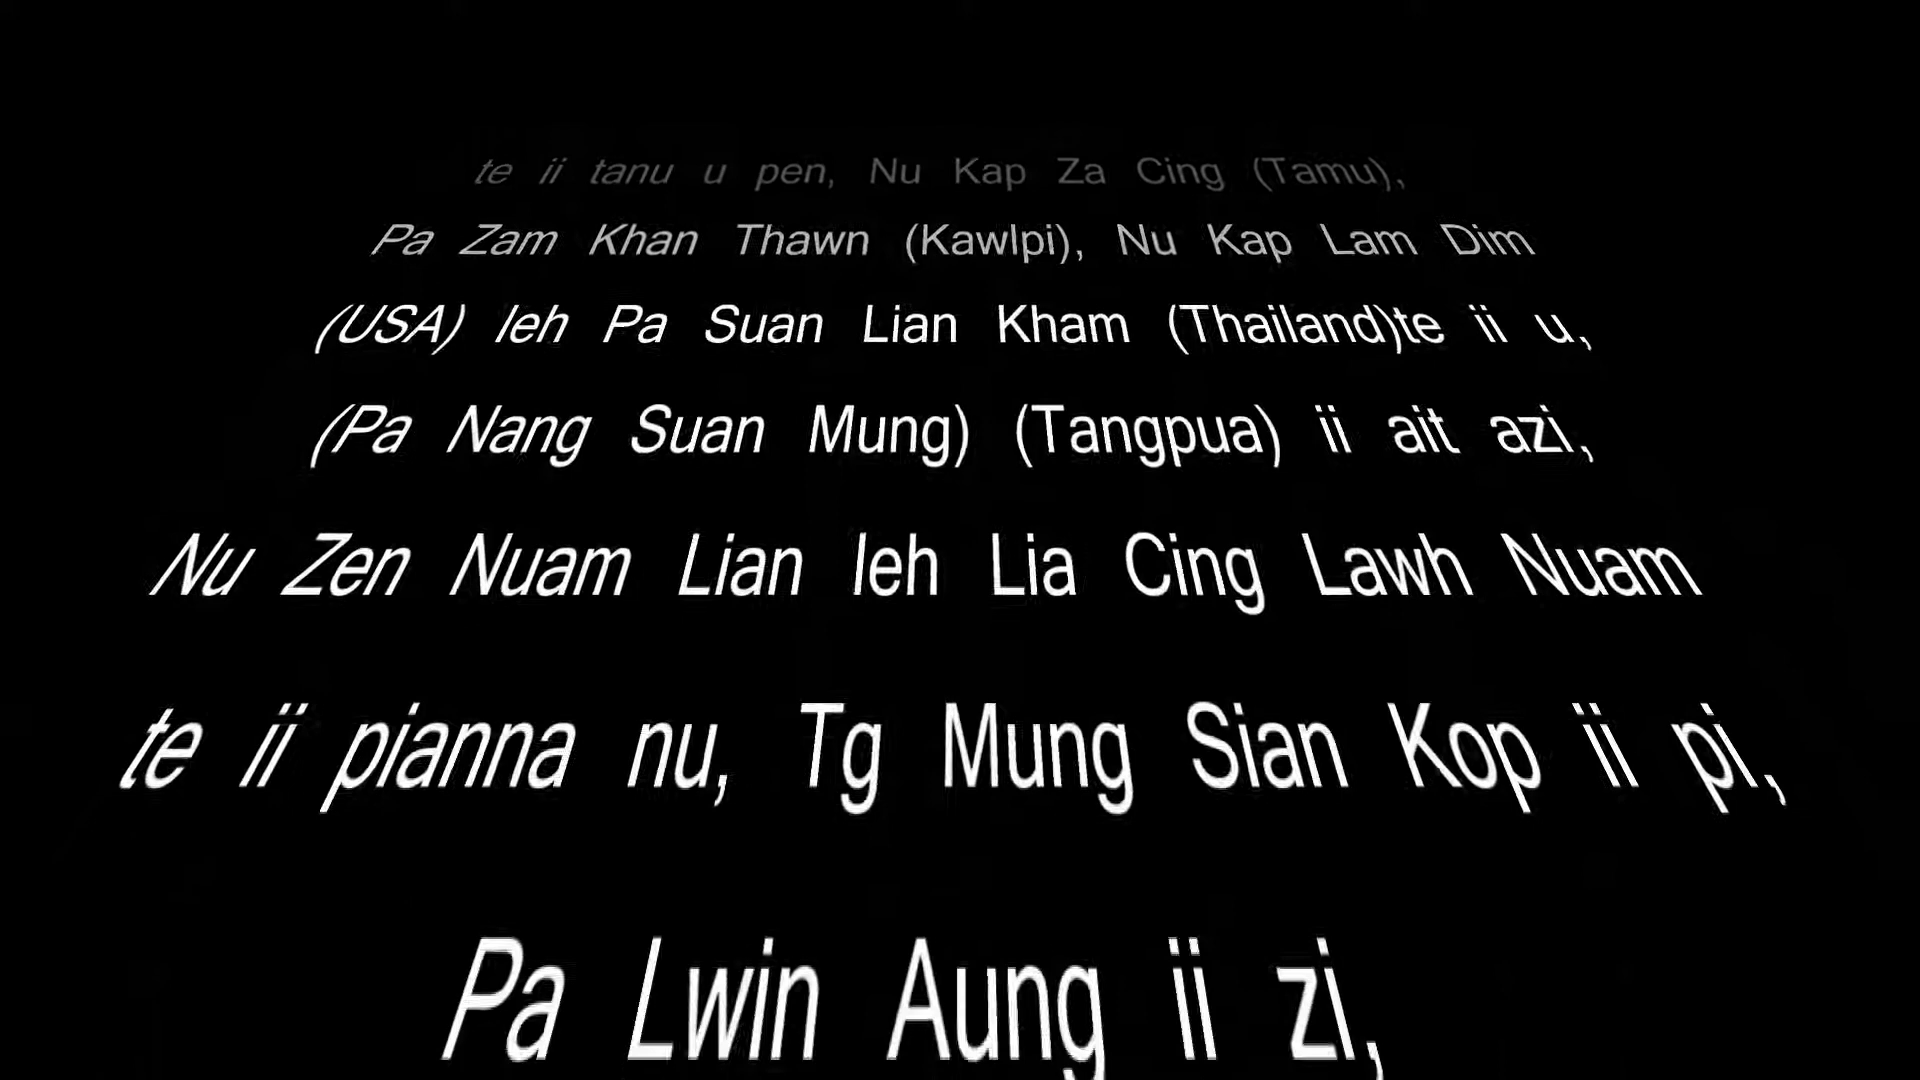 te ii tanu u pen, Nu Kap Za Cing (Tamu),
Pa Zam Khan Thawn (Kawlpi), Nu Kap Lam Dim
(USA) leh Pa Suan Lian Kham (Thailand)te ii u,
(Pa Nang Suan Mung) (Tangpua) ii ait azi,
Nu Zen Nuam Lian leh Lia Cing Lawh Nuam
te ii pianna nu, Tg Mung Sian Kop ii pi,
Pa Lwin Aung ii zi,